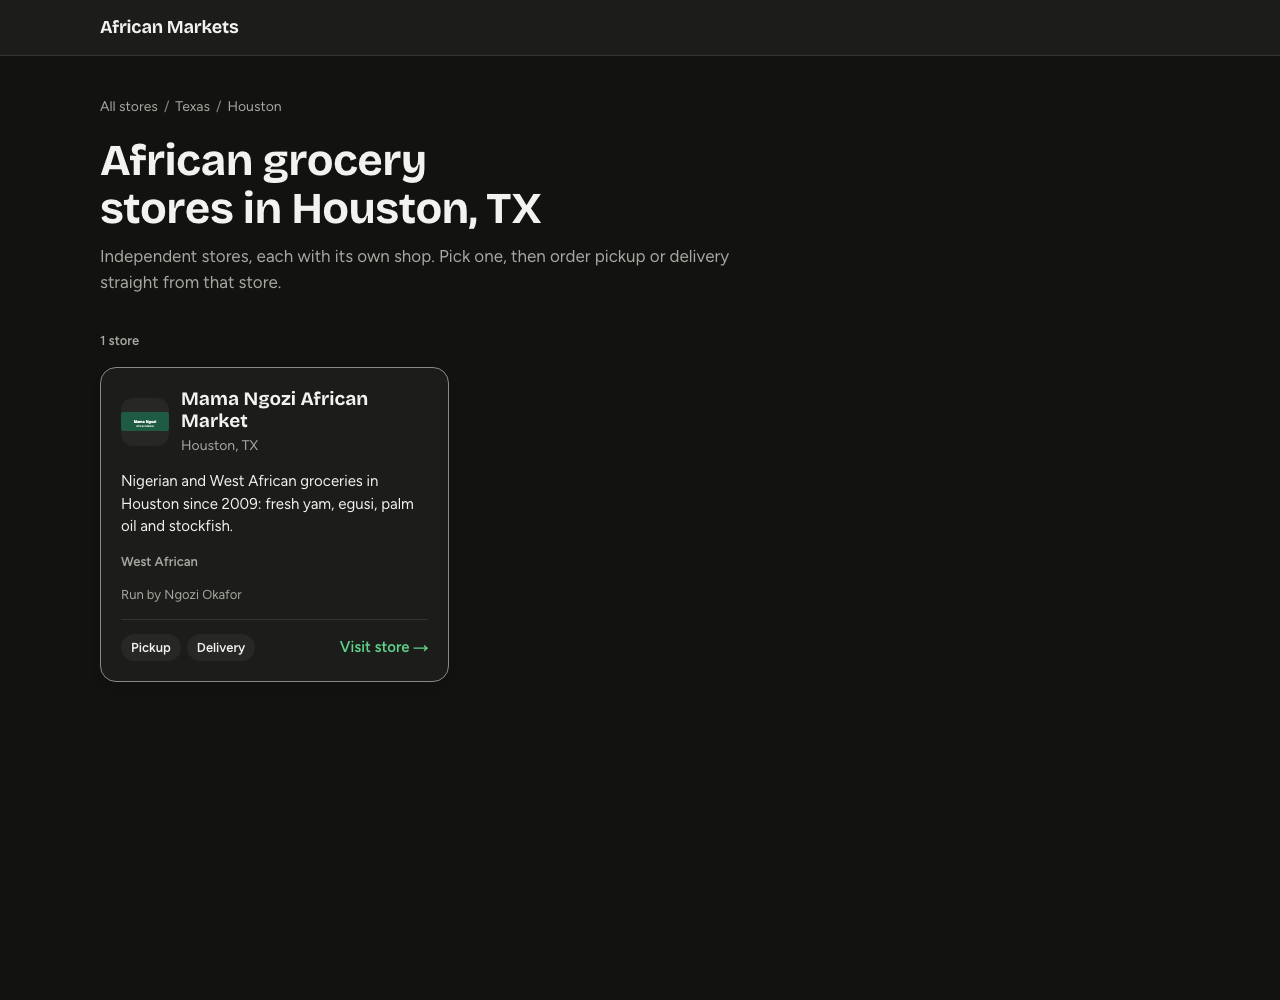 African Markets
All stores / Texas / Houston
African grocery
stores in Houston, TX
Independent stores, each with its own shop. Pick one, then order pickup or delivery
straight from that store.
1 store
Mama Ngozi African
Market
Mama Ngozi
Houston, TX
Nigerian and West African groceries in
Houston since 2009: fresh yam, egusi, palm
oil and stockfish.
West African
Run by Ngozi Okafor
Pickup Delivery Visit store →